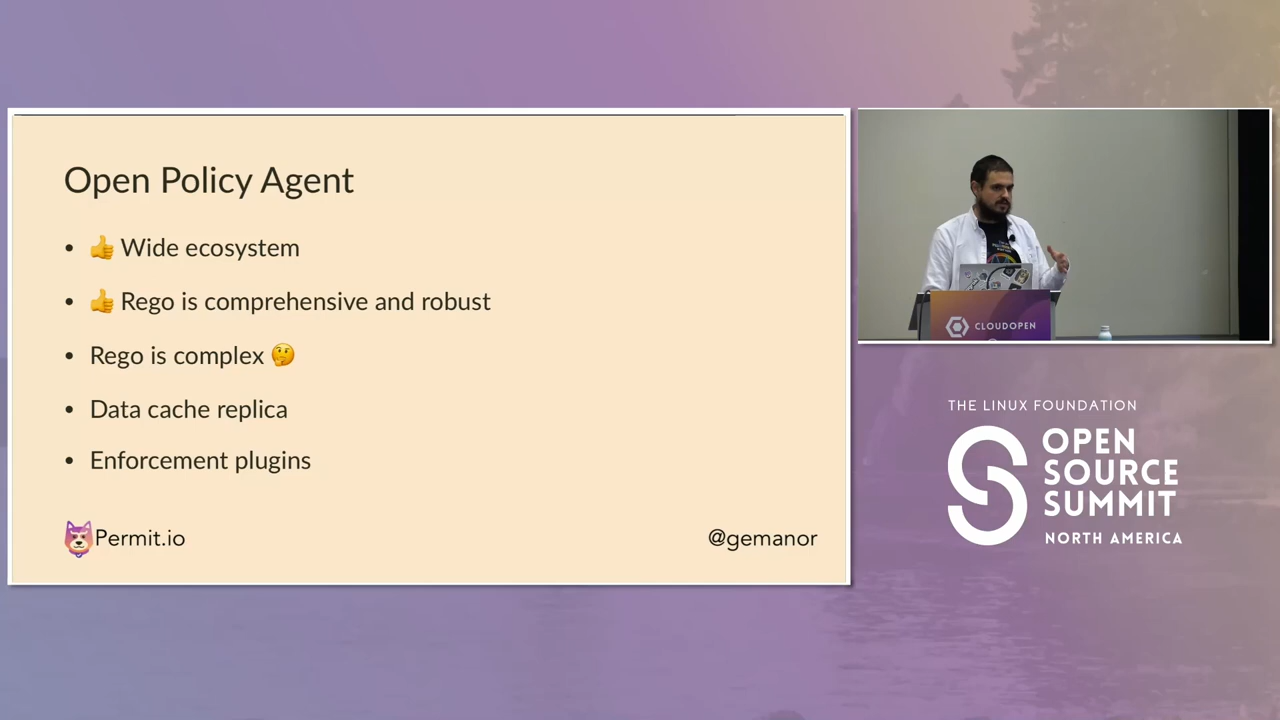 Open Policy Agent
• 👍 Wide ecosystem
• 👍 Rego is comprehensive and robust
• Rego is complex 🤔
• Data cache replica
• Enforcement plugins
Permit.io
@gemanor
CLOUDOPEN
THE LINUX FOUNDATION
OPEN
SOURCE
SUMMIT
NORTH AMERICA